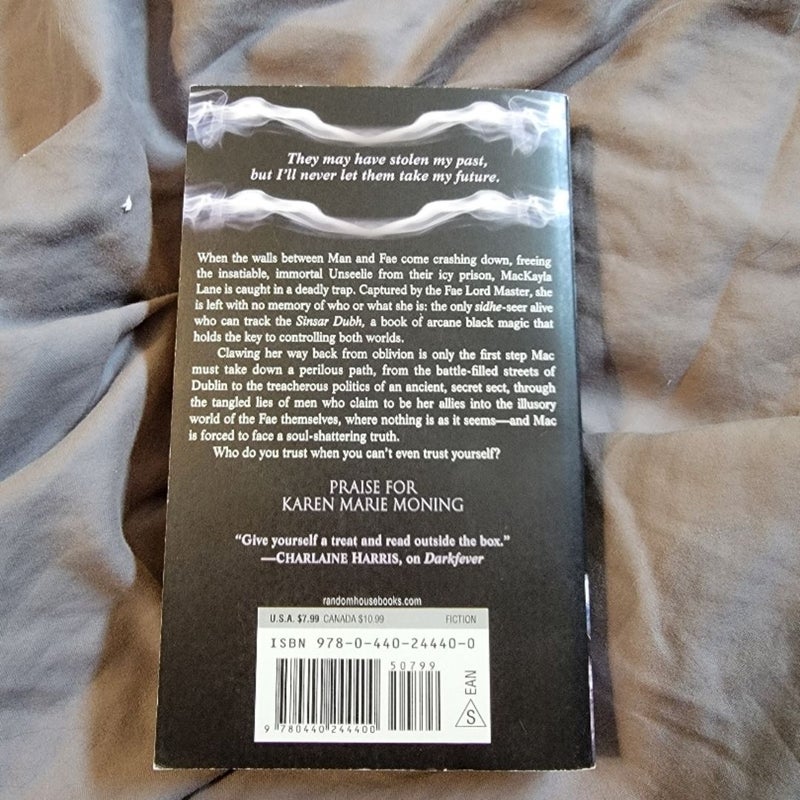 They may have stolen my past,
but I'll never let them take my future.
When the walls between Man and Fae come crashing down, freeing
the insatiable, immortal Unseelie from their icy prison, MacKayla
Lane is caught in a deadly trap. Captured by the Fae Lord Master, she
is left with no memory of who or what she is: the only sidhe-seer alive
who can track the Sinsar Dubh, a book of arcane black magic that
holds the key to controlling both worlds.
Clawing her way back from oblivion is only the first step Mac
must take down a perilous path, from the battle-filled streets of
Dublin to the treacherous politics of an ancient, secret sect, through
the tangled lies of men who claim to be her allies into the illusory
world of the Fae themselves, where nothing is as it seems—and Mac
is forced to face a soul-shattering truth.
Who do you trust when you can't even trust yourself?
PRAISE FOR
KAREN MARIE MONING
“Give yourself a treat and read outside the box.”
—CHARLAINE HARRIS, on Darkfever
randomhousebooks.com
U.S.A. $7.99 CANADA $10.99 FICTION
ISBN 978-0-440-24440-0
50799
EAN
S
9 780440 244400